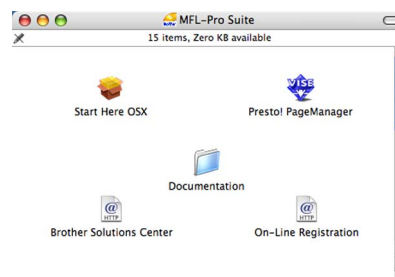 MFL-Pro Suite
15 items, Zero KB available
VISE
Start Here OSX
Presto! PageManager
Documentation
@
HTTP
@
HTTP
Brother Solutions Center
On-Line Registration